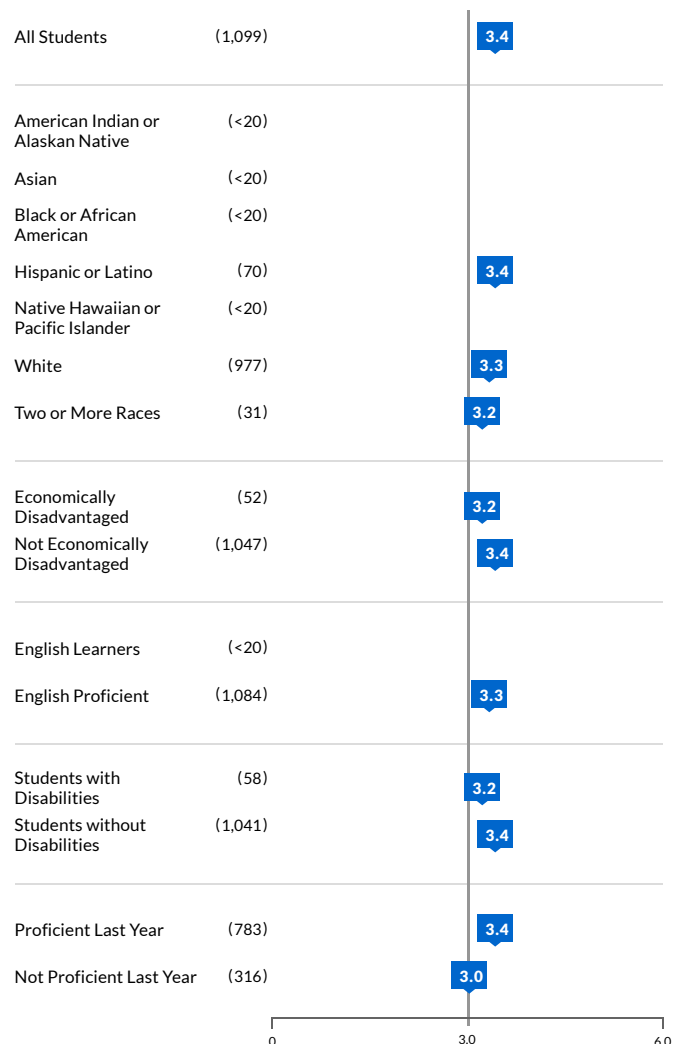 All Students (1,099) 3.4
American Indian or (<20)
Alaskan Native
Asian (<20)
Black or African (<20)
American
Hispanic or Latino (70) 3.4
Native Hawaiian or (<20)
Pacific Islander
White (977) 3.3
Two or More Races (31) 3.2
Economically (52) 3.2
Disadvantaged
Not Economically (1,047) 3.4
Disadvantaged
English Learners (<20)
English Proficient (1,084) 3.3
Students with (58) 3.2
Disabilities
Students without (1,041) 3.4
Disabilities
Proficient Last Year (783) 3.4
Not Proficient Last Year (316) 3.0
0 3.0 6.0